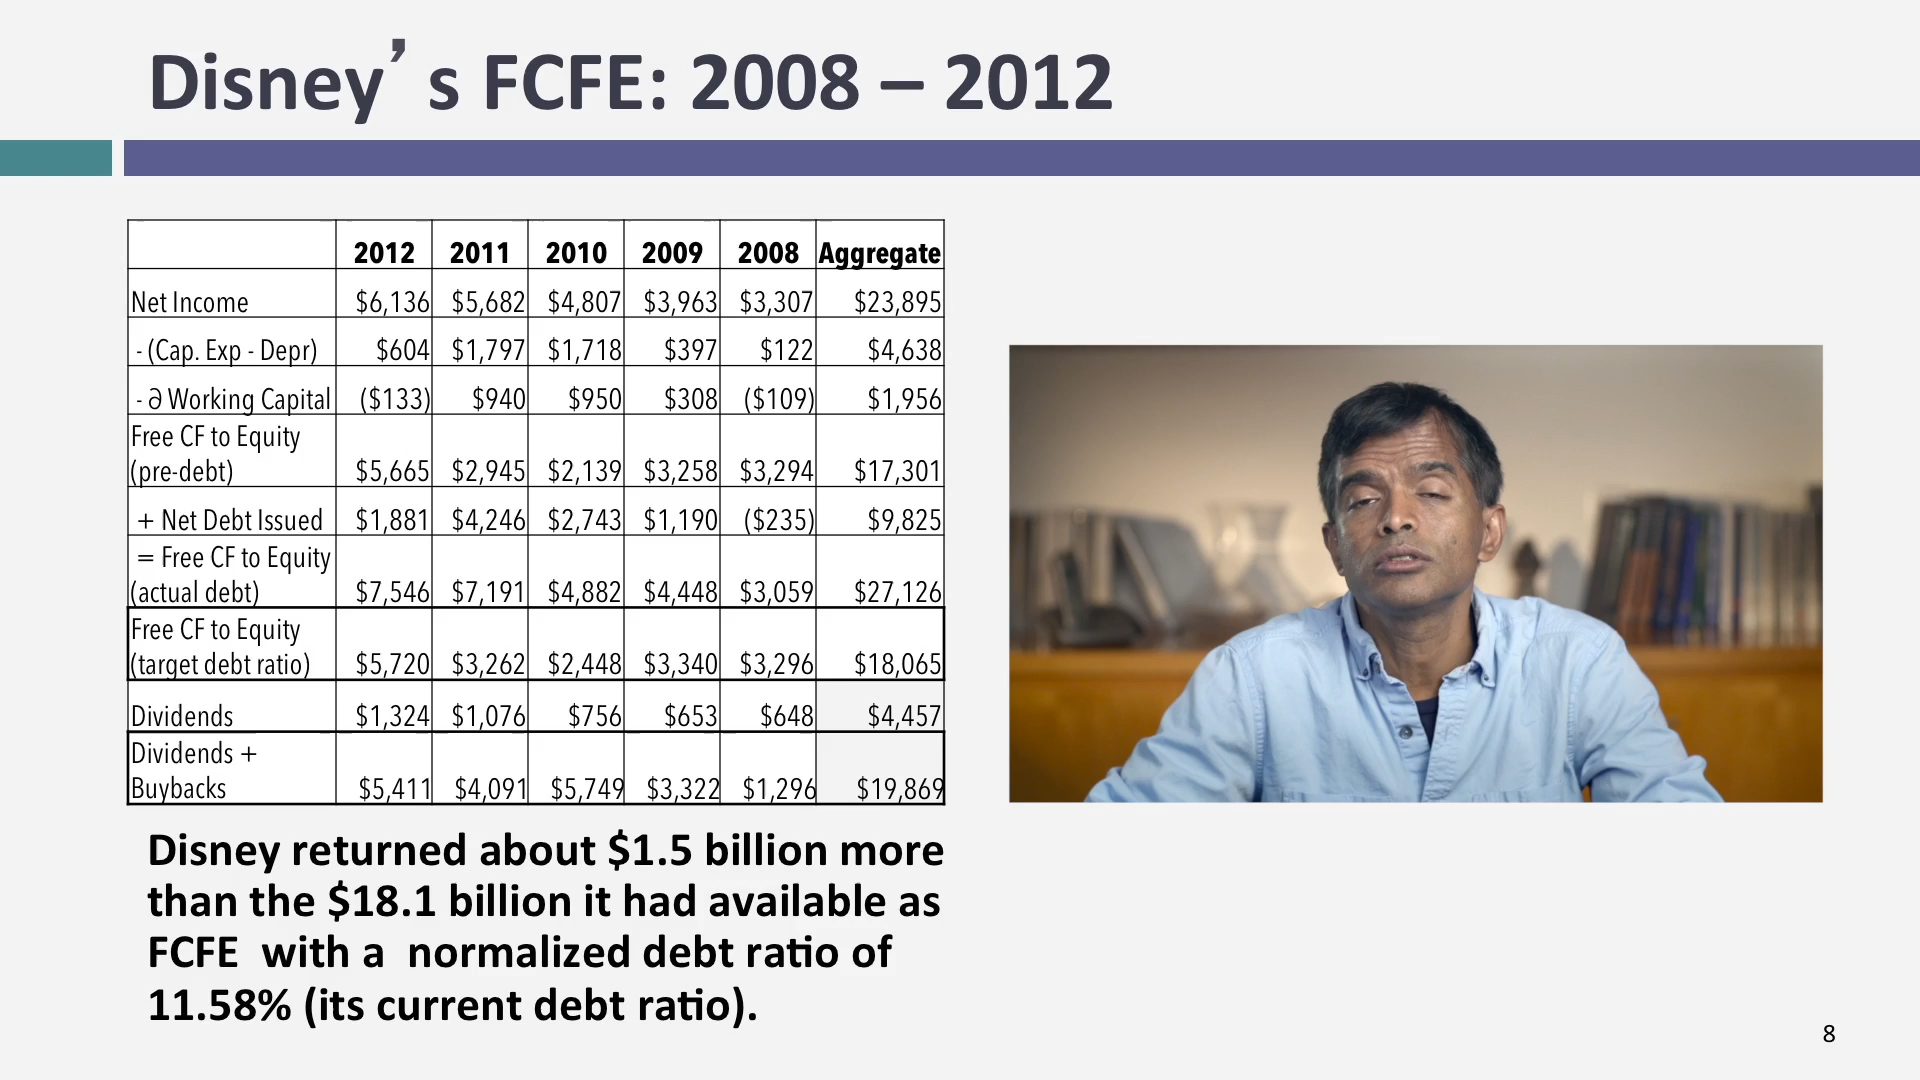 Disney’s FCFE: 2008 – 2012
2012 2011 2010 2009 2008 Aggregate
Net Income $6,136 $5,682 $4,807 $3,963 $3,307 $23,895
- (Cap. Exp - Depr) $604 $1,797 $1,718 $397 $122 $4,638
- ∂ Working Capital ($133) $940 $950 $308 ($109) $1,956
Free CF to Equity
(pre-debt) $5,665 $2,945 $2,139 $3,258 $3,294 $17,301
+ Net Debt Issued $1,881 $4,246 $2,743 $1,190 ($235) $9,825
= Free CF to Equity
(actual debt) $7,546 $7,191 $4,882 $4,448 $3,059 $27,126
Free CF to Equity
(target debt ratio) $5,720 $3,262 $2,448 $3,340 $3,296 $18,065
Dividends $1,324 $1,076 $756 $653 $648 $4,457
Dividends +
Buybacks $5,411 $4,091 $5,749 $3,322 $1,296 $19,869
Disney returned about $1.5 billion more
than the $18.1 billion it had available as
FCFE with a normalized debt ratio of
11.58% (its current debt ratio).
8